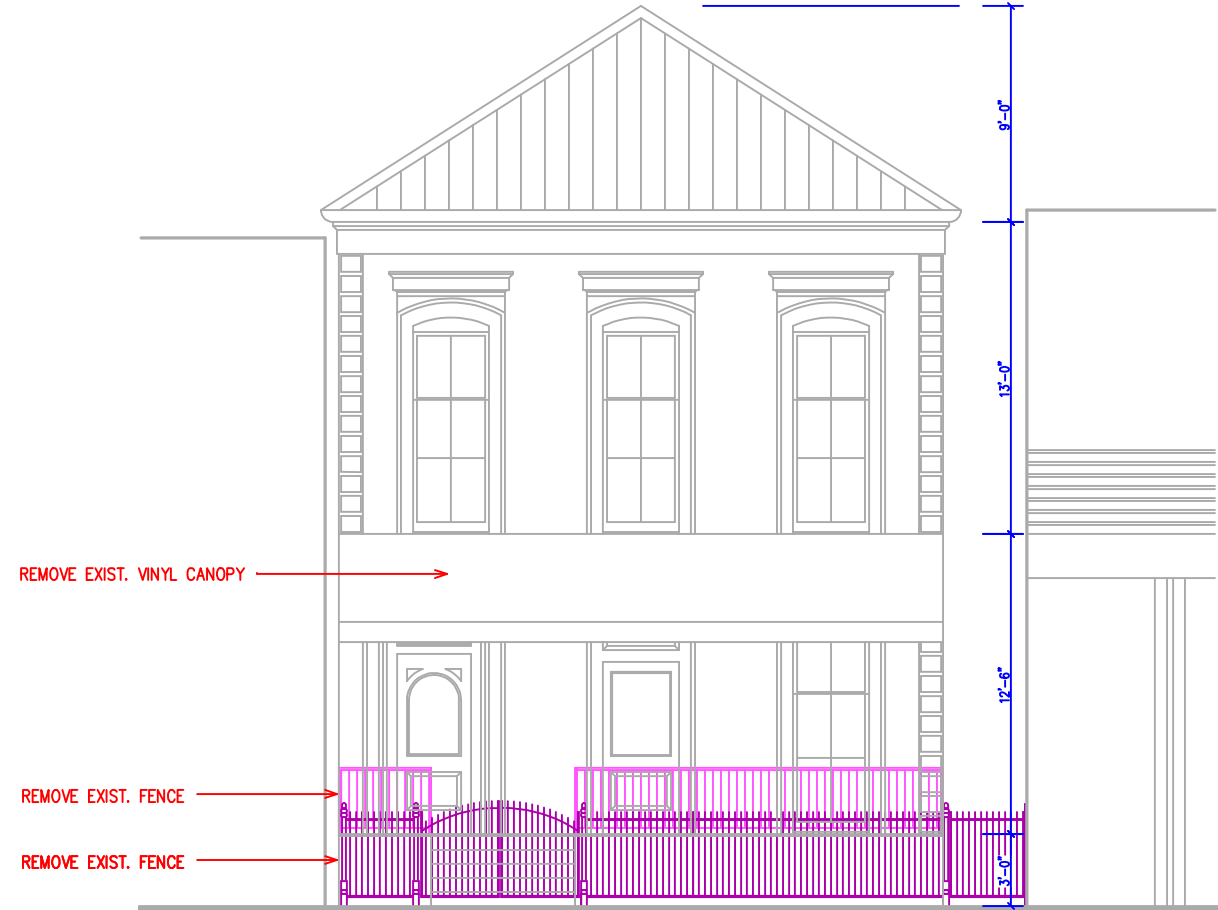 9'-0"
13'-0"
REMOVE EXIST. VINYL CANOPY
12'-6"
REMOVE EXIST. FENCE
REMOVE EXIST. FENCE
3'-0"